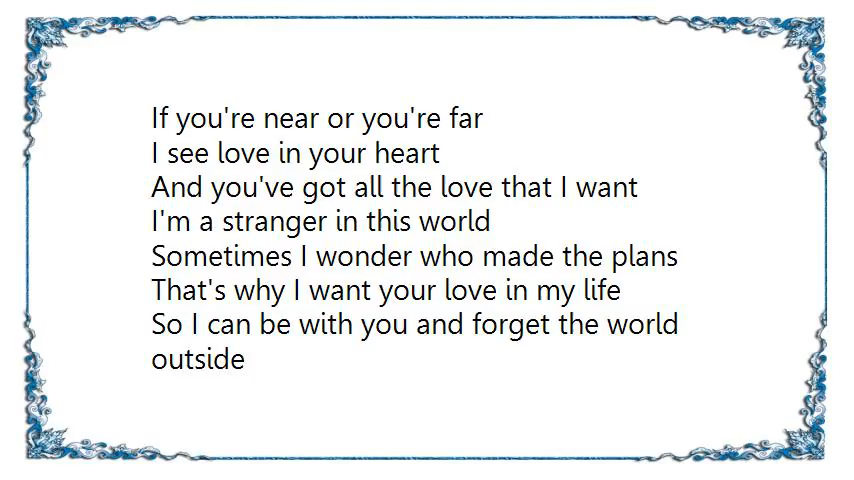 If you're near or you're far
I see love in your heart
And you've got all the love that I want
I'm a stranger in this world
Sometimes I wonder who made the plans
That's why I want your love in my life
So I can be with you and forget the world
outside